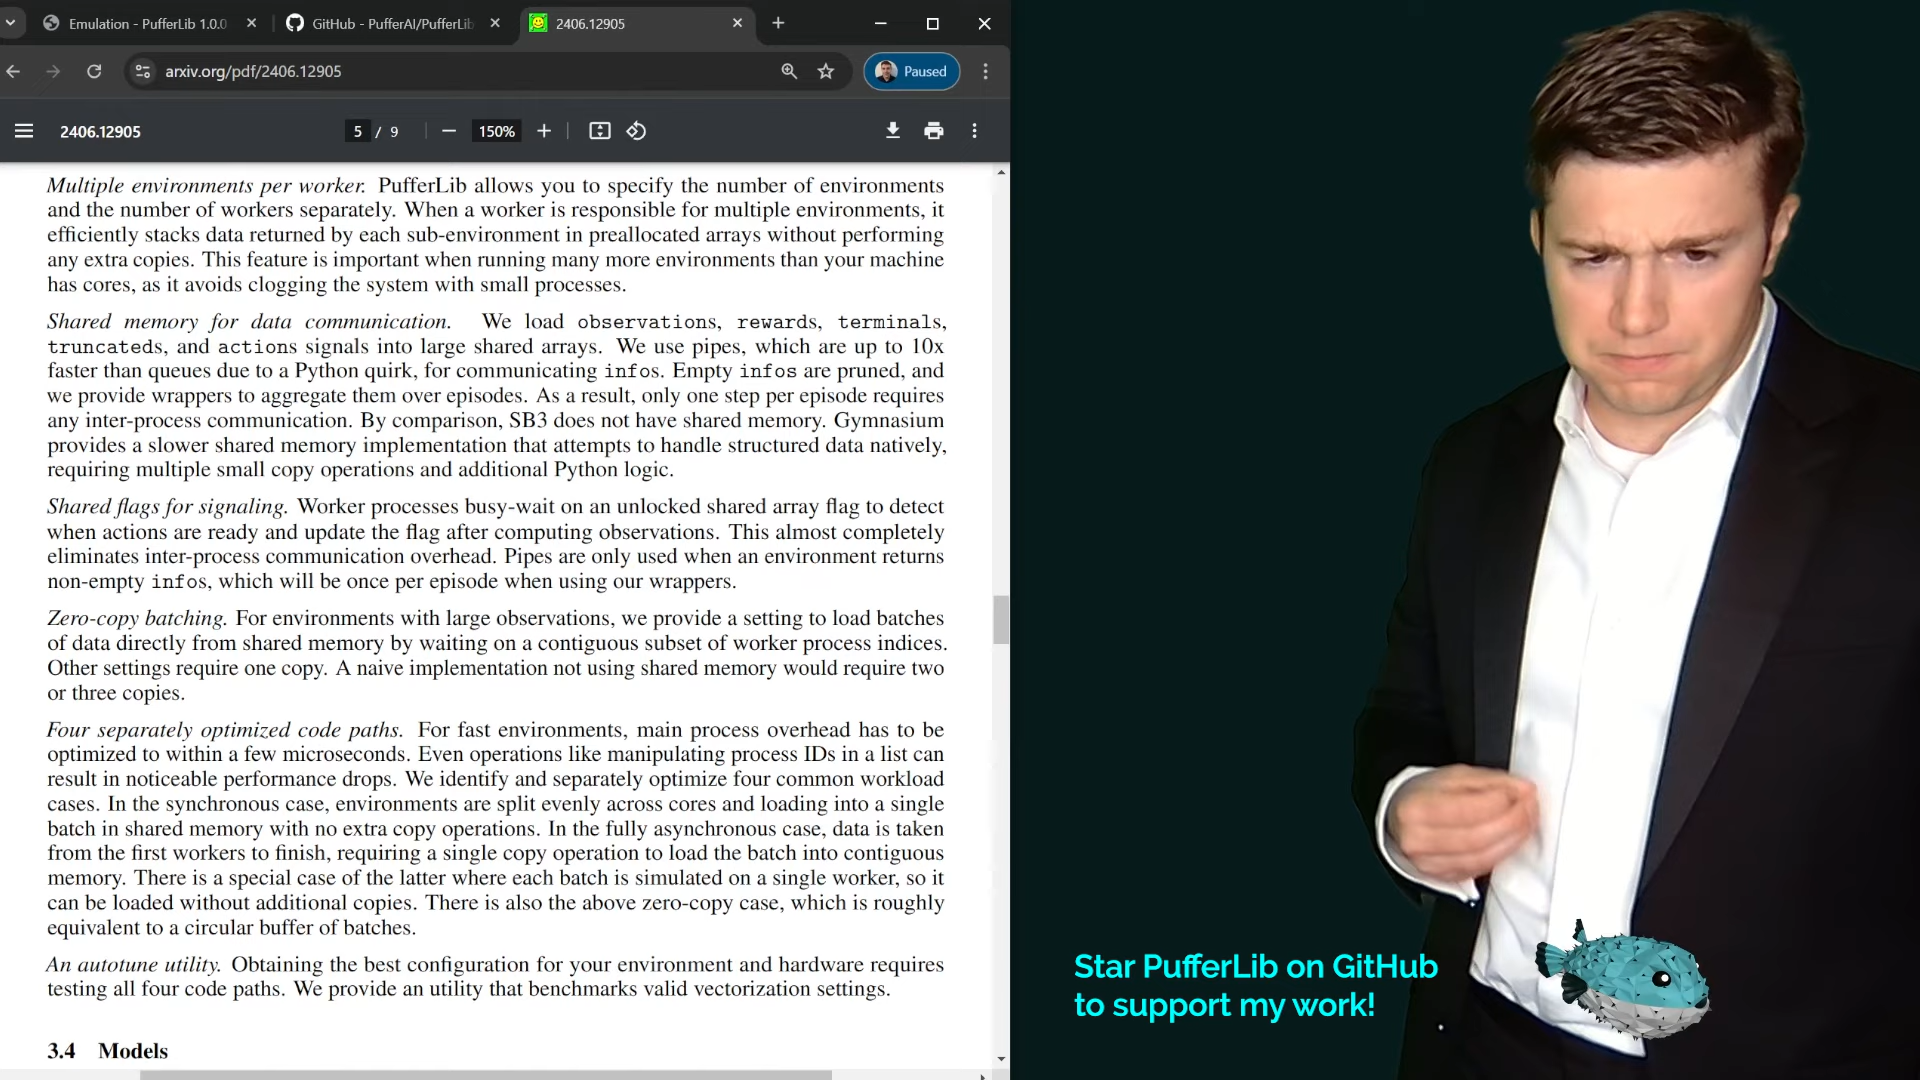 Emulation - PufferLib 1.0.0
GitHub - PufferAI/PufferLib
2406.12905
arxiv.org/pdf/2406.12905
Paused
2406.12905
5 / 9
150%
Multiple environments per worker. PufferLib allows you to specify the number of environments
and the number of workers separately. When a worker is responsible for multiple environments, it
efficiently stacks data returned by each sub-environment in preallocated arrays without performing
any extra copies. This feature is important when running many more environments than your machine
has cores, as it avoids clogging the system with small processes.
Shared memory for data communication. We load observations, rewards, terminals,
truncateds, and actions signals into large shared arrays. We use pipes, which are up to 10x
faster than queues due to a Python quirk, for communicating infos. Empty infos are pruned, and
we provide wrappers to aggregate them over episodes. As a result, only one step per episode requires
any inter-process communication. By comparison, SB3 does not have shared memory. Gymnasium
provides a slower shared memory implementation that attempts to handle structured data natively,
requiring multiple small copy operations and additional Python logic.
Shared flags for signaling. Worker processes busy-wait on an unlocked shared array flag to detect
when actions are ready and update the flag after computing observations. This almost completely
eliminates inter-process communication overhead. Pipes are only used when an environment returns
non-empty infos, which will be once per episode when using our wrappers.
Zero-copy batching. For environments with large observations, we provide a setting to load batches
of data directly from shared memory by waiting on a contiguous subset of worker process indices.
Other settings require one copy. A naive implementation not using shared memory would require two
or three copies.
Four separately optimized code paths. For fast environments, main process overhead has to be
optimized to within a few microseconds. Even operations like manipulating process IDs in a list can
result in noticeable performance drops. We identify and separately optimize four common workload
cases. In the synchronous case, environments are split evenly across cores and loading into a single
batch in shared memory with no extra copy operations. In the fully asynchronous case, data is taken
from the first workers to finish, requiring a single copy operation to load the batch into contiguous
memory. There is a special case of the latter where each batch is simulated on a single worker, so it
can be loaded without additional copies. There is also the above zero-copy case, which is roughly
equivalent to a circular buffer of batches.
An autotune utility. Obtaining the best configuration for your environment and hardware requires
testing all four code paths. We provide an utility that benchmarks valid vectorization settings.
3.4 Models
Star PufferLib on GitHub
to support my work!